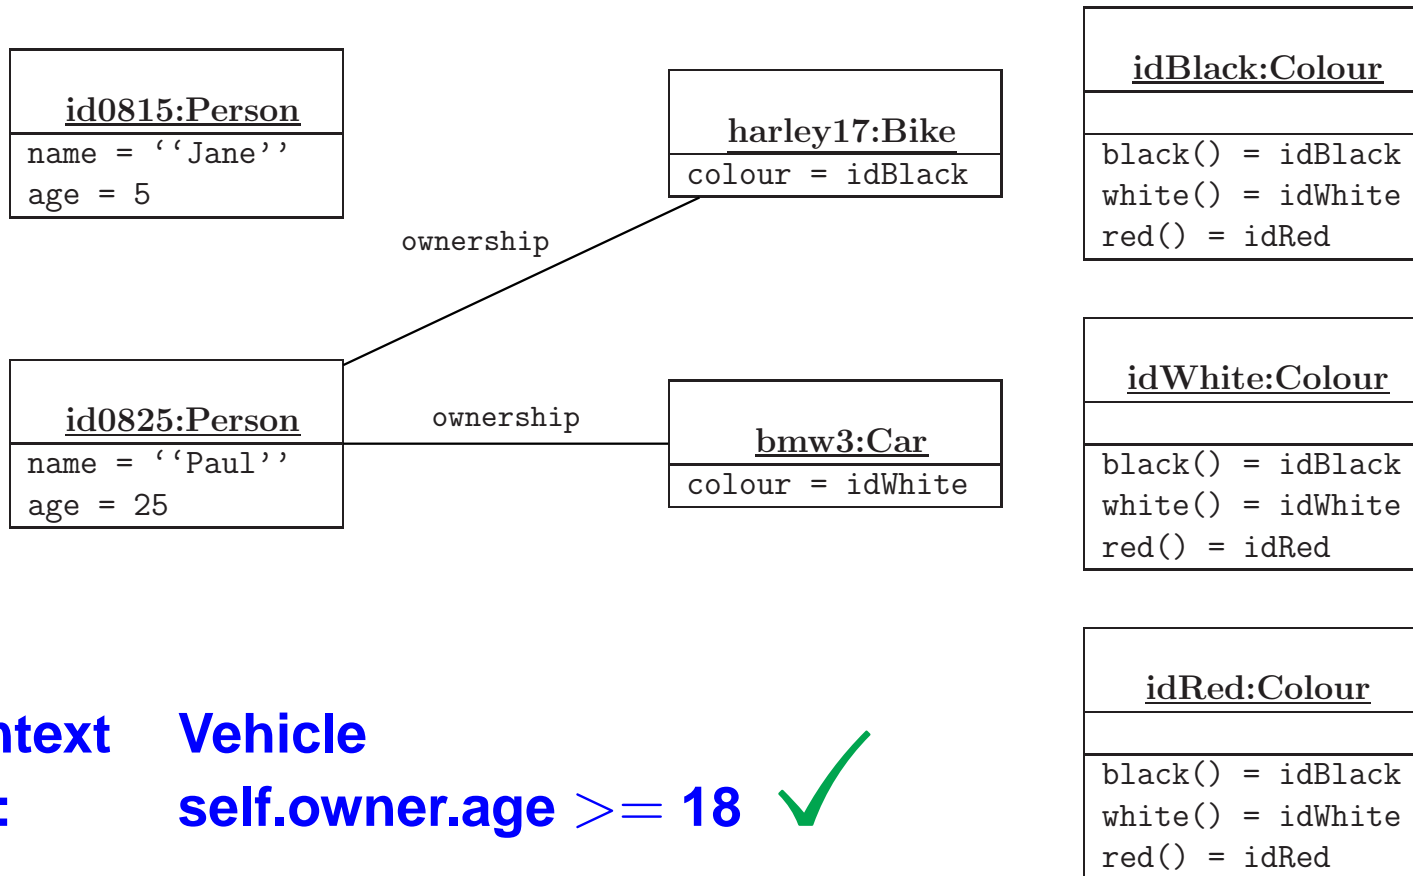 id0815:Person
name = ‘‘Jane’’
age = 5
ownership
harley17:Bike
colour = idBlack
id0825:Person
name = ‘‘Paul’’
age = 25
ownership
bmw3:Car
colour = idWhite
idBlack:Colour
black() = idBlack
white() = idWhite
red() = idRed
idWhite:Colour
black() = idBlack
white() = idWhite
red() = idRed
idRed:Colour
black() = idBlack
white() = idWhite
red() = idRed
ntext Vehicle
: self.owner.age >= 18 ✓